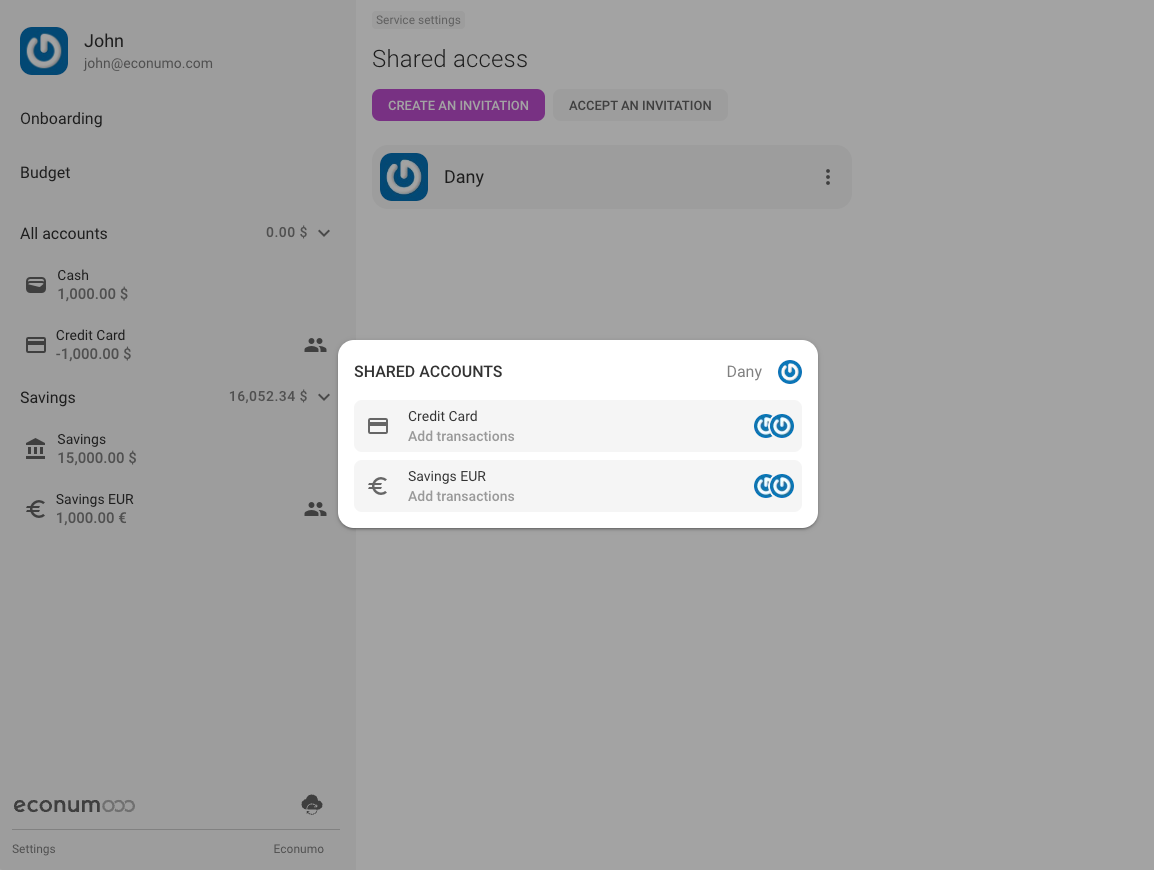 John
john@econumo.com
Onboarding
Budget
All accounts 0.00 $
Cash
1,000.00 $
Credit Card
-1,000.00 $
Savings 16,052.34 $
Savings
15,000.00 $
Savings EUR
1,000.00 €
econumo
Settings Econumo
Service settings
Shared access
CREATE AN INVITATION ACCEPT AN INVITATION
Dany
SHARED ACCOUNTS Dany
Credit Card
Add transactions
Savings EUR
Add transactions